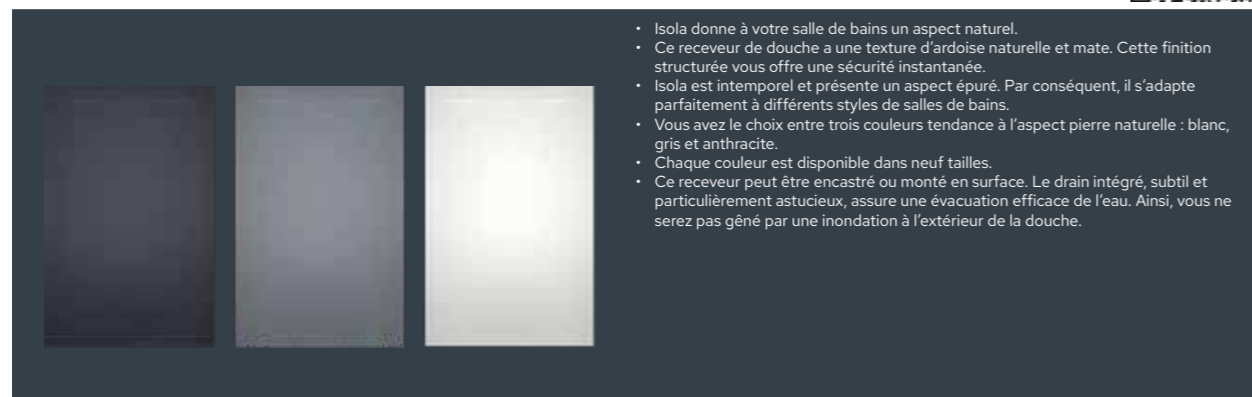 • Isola donne à votre salle de bains un aspect naturel.
• Ce receveur de douche a une texture d’ardoise naturelle et mate. Cette finition
structurée vous offre une sécurité instantanée.
• Isola est intemporel et présente un aspect épuré. Par conséquent, il s’adapte
parfaitement à différents styles de salles de bains.
• Vous avez le choix entre trois couleurs tendance à l’aspect pierre naturelle : blanc,
gris et anthracite.
• Chaque couleur est disponible dans neuf tailles.
• Ce receveur peut être encastré ou monté en surface. Le drain intégré, subtil et
particulièrement astucieux, assure une évacuation efficace de l’eau. Ainsi, vous ne
serez pas gêné par une inondation à l’extérieur de la douche.